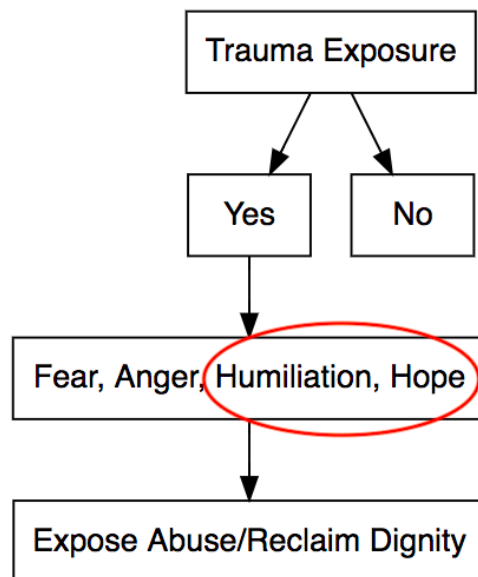 Trauma Exposure
Yes
No
Fear, Anger, Humiliation, Hope
Expose Abuse/Reclaim Dignity